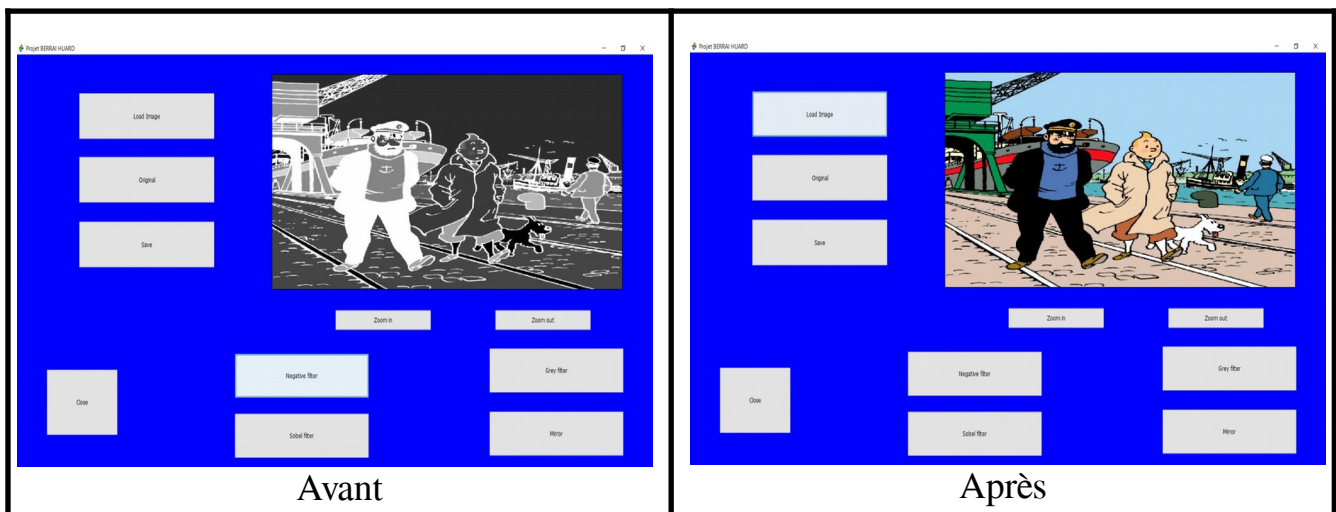 Projet BERRAI HUARD
Load Image
Original
Save
Zoom in
Zoom out
Negative filter
Grey filter
Close
Sobel filter
Mirror
Avant
Projet BERRAI HUARD
Load Image
Original
Save
Zoom in
Zoom out
Negative filter
Grey filter
Close
Sobel filter
Mirror
Après